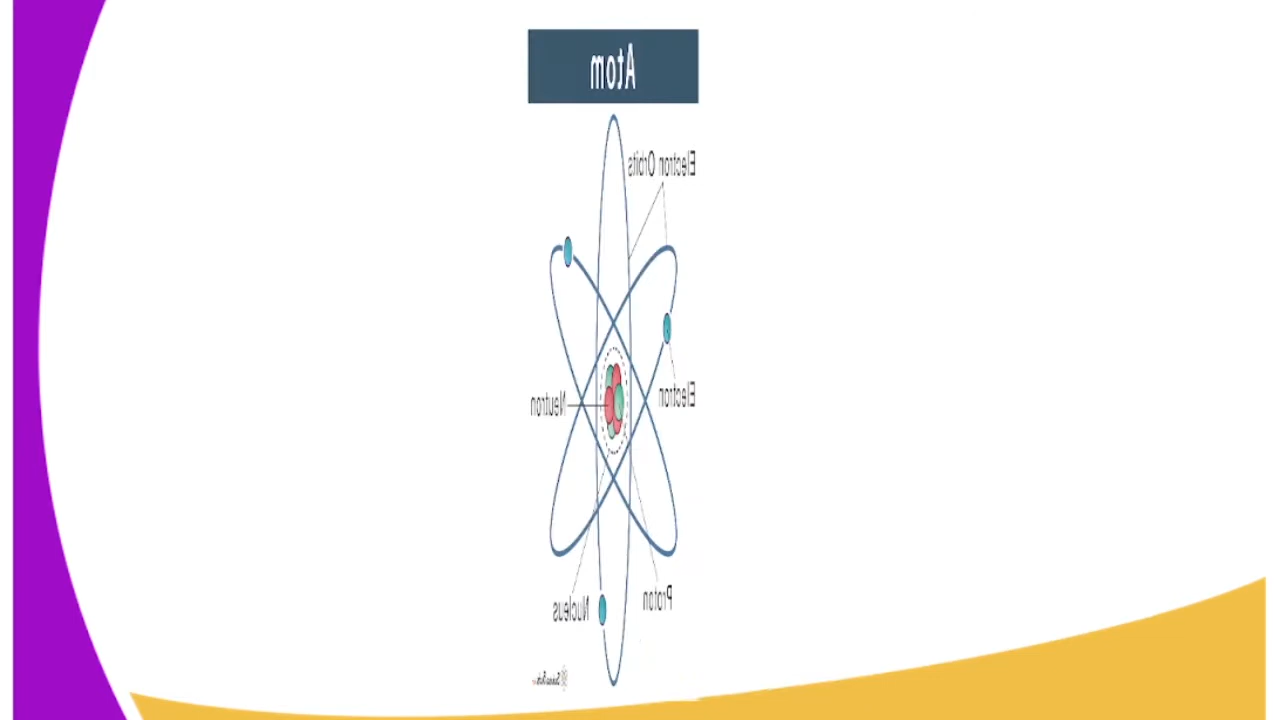 Atom
Electron Orbits
Electron
Neutron
Proton
Nucleus